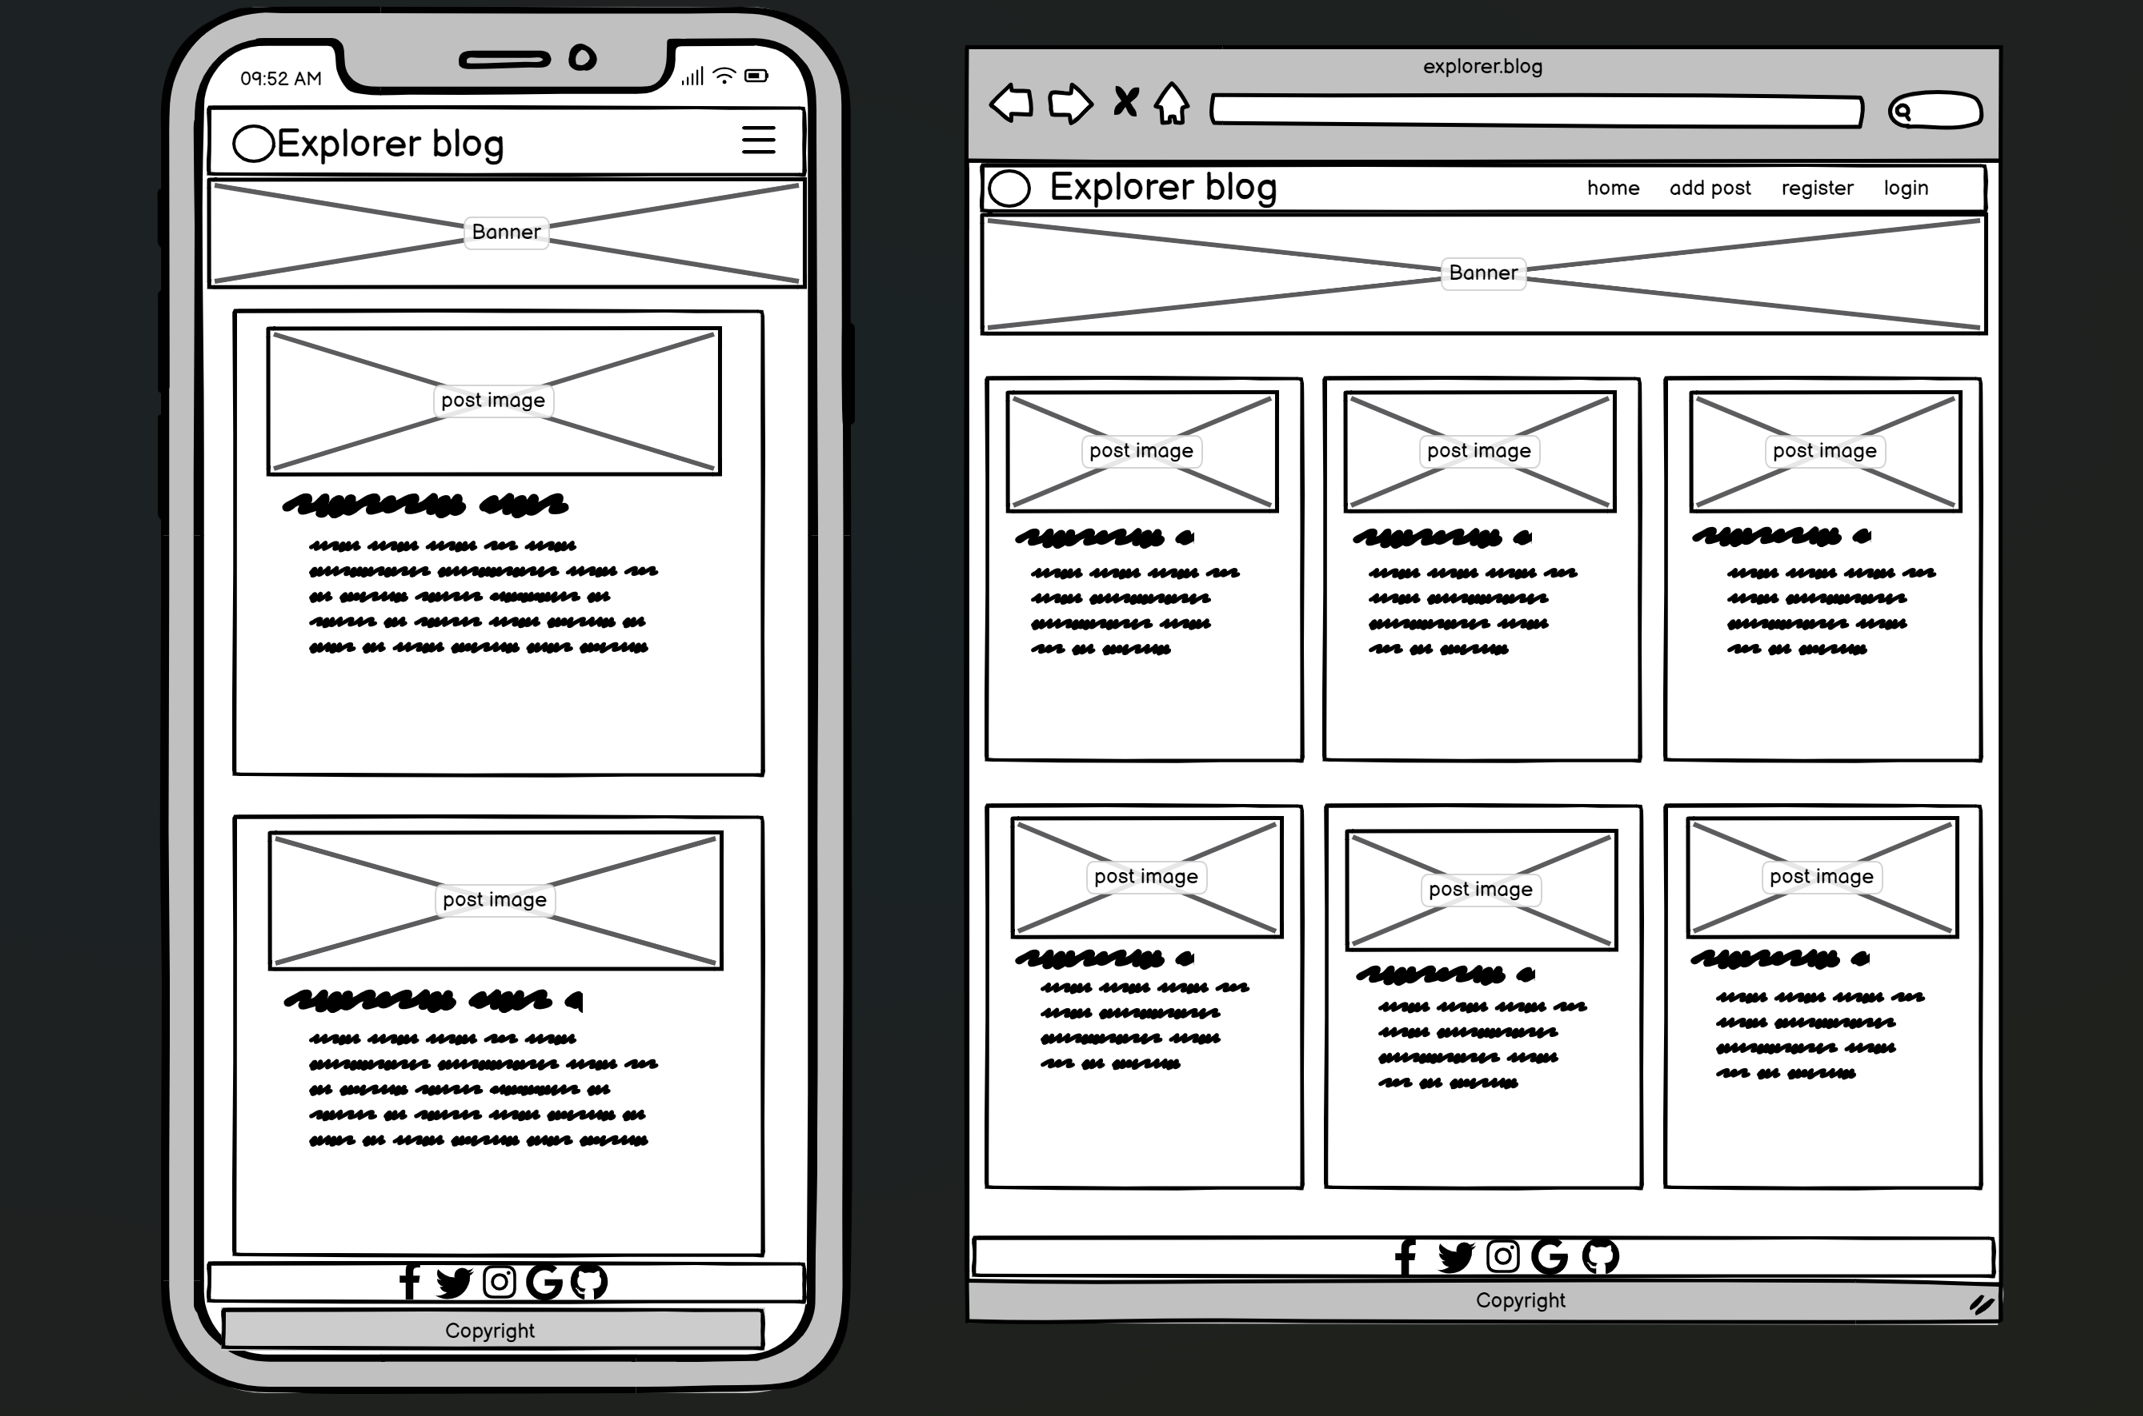 09:52 AM
Explorer blog
Banner
post image
post image
Copyright
explorer.blog
Explorer blog
home add post register login
Banner
post image post image post image
post image post image post image
Copyright